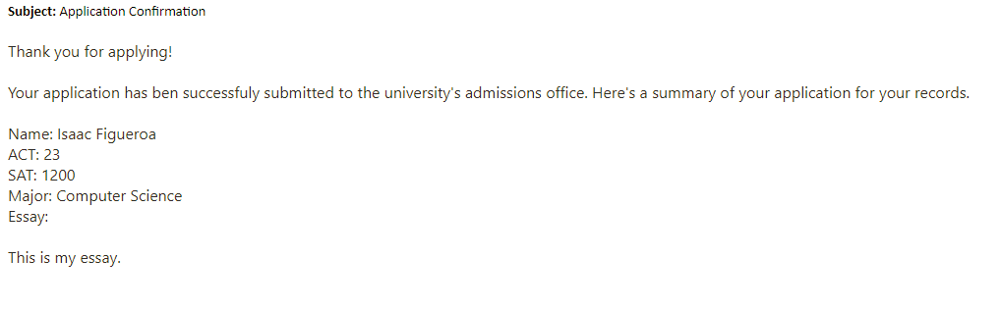 Subject: Application Confirmation
Thank you for applying!
Your application has ben successfuly submitted to the university's admissions office. Here's a summary of your application for your records.
Name: Isaac Figueroa
ACT: 23
SAT: 1200
Major: Computer Science
Essay:
This is my essay.